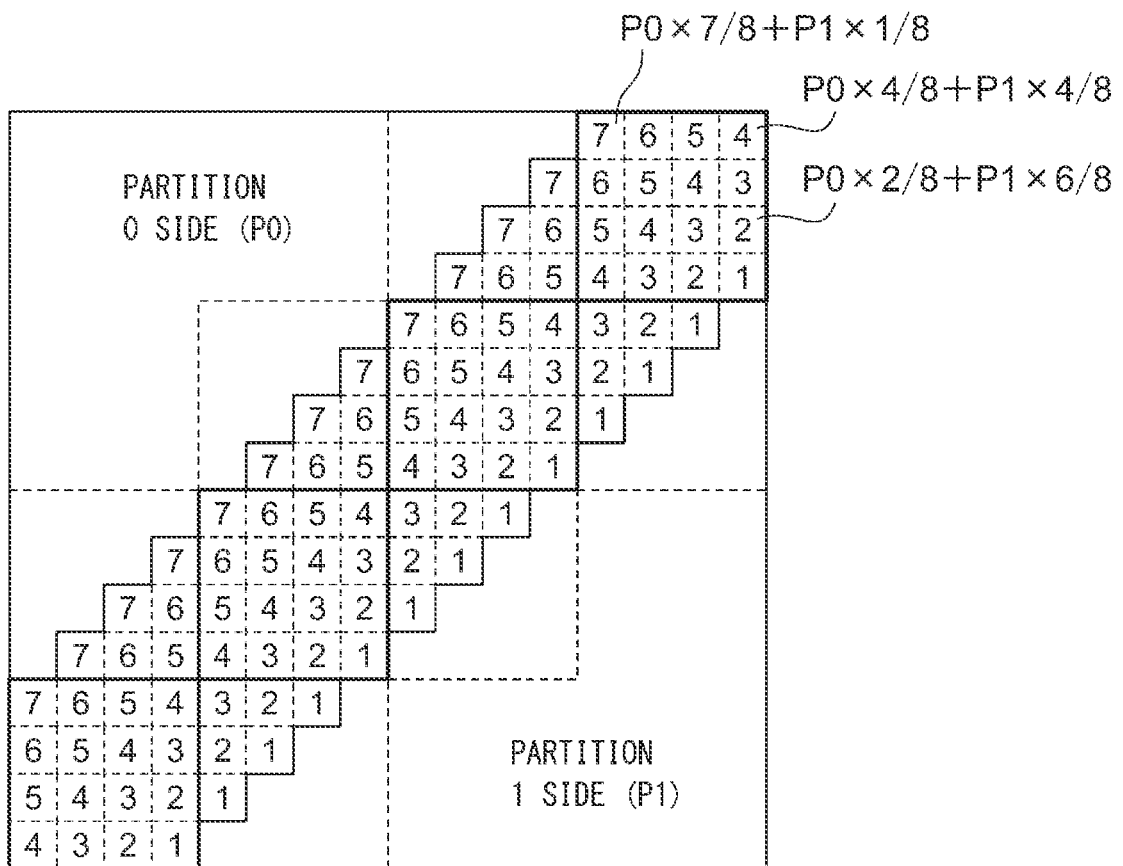 P0×7/8+P1×1/8
P0×4/8+P1×4/8
7 6 5 4
PARTITION
0 SIDE (P0)
7 6 5 4 3
P0×2/8+P1×6/8
7 6 5 4 3 2
7 6 5 4 3 2 1
7 6 5 4 3 2 1
7 6 5 4 3 2 1
7 6 5 4 3 2 1
7 6 5 4 3 2 1
7 6 5 4 3 2 1
7 6 5 4 3 2 1
7 6 5 4 3 2 1
7 6 5 4 3 2 1
7 6 5 4 3 2 1
6 5 4 3 2 1
5 4 3 2 1
4 3 2 1
PARTITION
1 SIDE (P1)